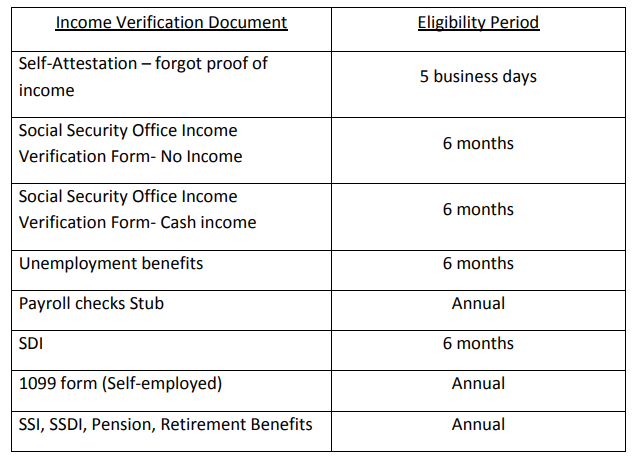 Income Verification Document
Eligibility Period
Self-Attestation – forgot proof of
income
5 business days
Social Security Office Income
Verification Form- No Income
6 months
Social Security Office Income
Verification Form- Cash income
6 months
Unemployment benefits
6 months
Payroll checks Stub
Annual
SDI
6 months
1099 form (Self-employed)
Annual
SSI, SSDI, Pension, Retirement Benefits
Annual